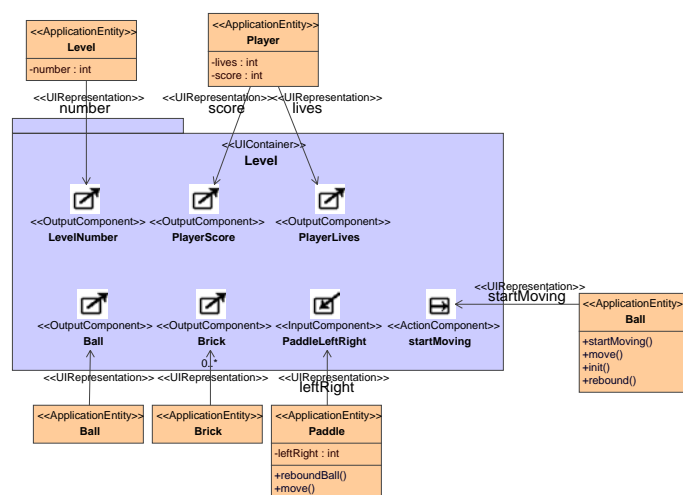 <<ApplicationEntity>>
Level
-number : int
<<ApplicationEntity>>
Player
-lives : int
-score : int
<<UIRepresentation>>
number
<<UIRepresentation>>
score
<<UIRepresentation>>
lives
<<UIContainer>>
Level
<<OutputComponent>>
LevelNumber
<<OutputComponent>>
PlayerScore
<<OutputComponent>>
PlayerLives
<<OutputComponent>>
Ball
<<OutputComponent>>
Brick
<<InputComponent>>
PaddleLeftRight
<<ActionComponent>>
startMoving
<<UIRepresentation>>
startMoving
<<ApplicationEntity>>
Ball
+startMoving()
+move()
+init()
+rebound()
0..*
<<UIRepresentation>>
<<UIRepresentation>>
<<UIRepresentation>>
leftRight
<<ApplicationEntity>>
Ball
<<ApplicationEntity>>
Brick
<<ApplicationEntity>>
Paddle
-leftRight : int
+reboundBall()
+move()